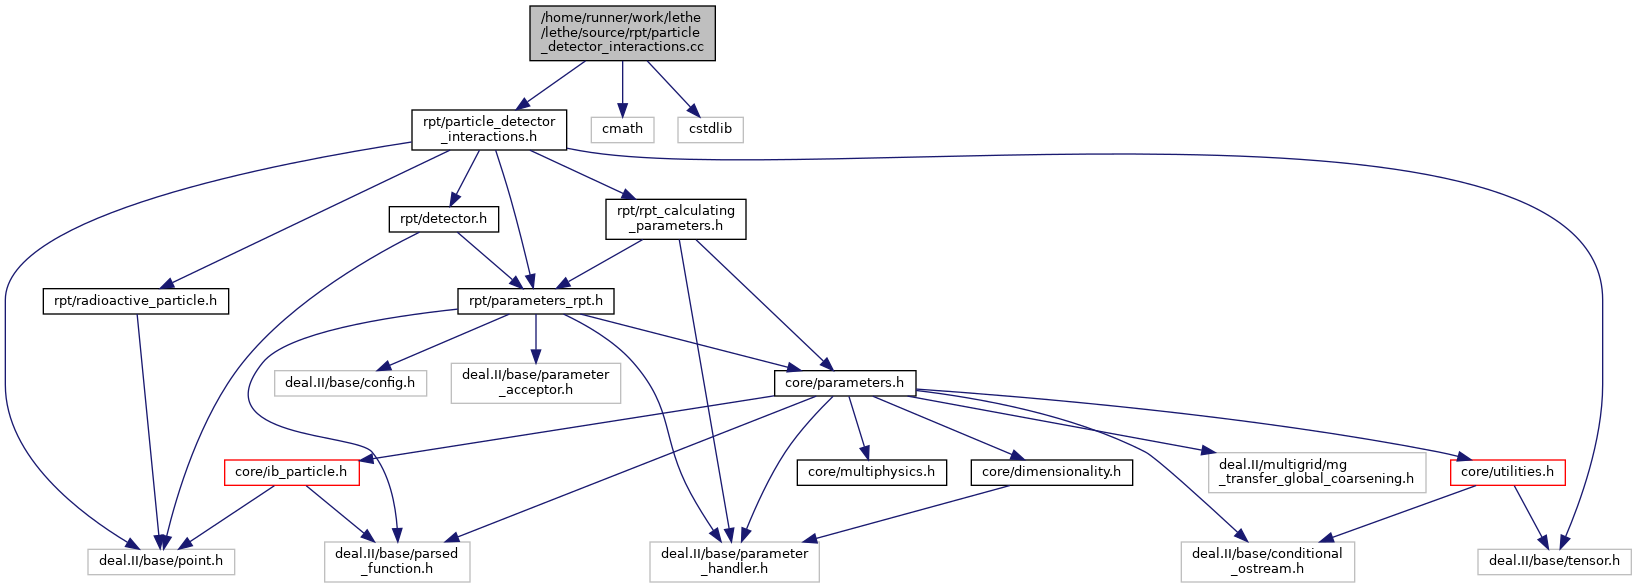 /home/runner/work/lethe
/lethe/source/rpt/particle
_detector_interactions.cc
rpt/particle_detector
_interactions.h
cmath
cstdlib
rpt/detector.h
rpt/rpt_calculating
_parameters.h
rpt/radioactive_particle.h
rpt/parameters_rpt.h
deal.II/base/config.h
deal.II/base/parameter
_acceptor.h
core/parameters.h
core/ib_particle.h
core/multiphysics.h
core/dimensionality.h
deal.II/multigrid/mg
_transfer_global_coarsening.h
core/utilities.h
deal.II/base/point.h
deal.II/base/parsed
_function.h
deal.II/base/parameter
_handler.h
deal.II/base/conditional
_ostream.h
deal.II/base/tensor.h